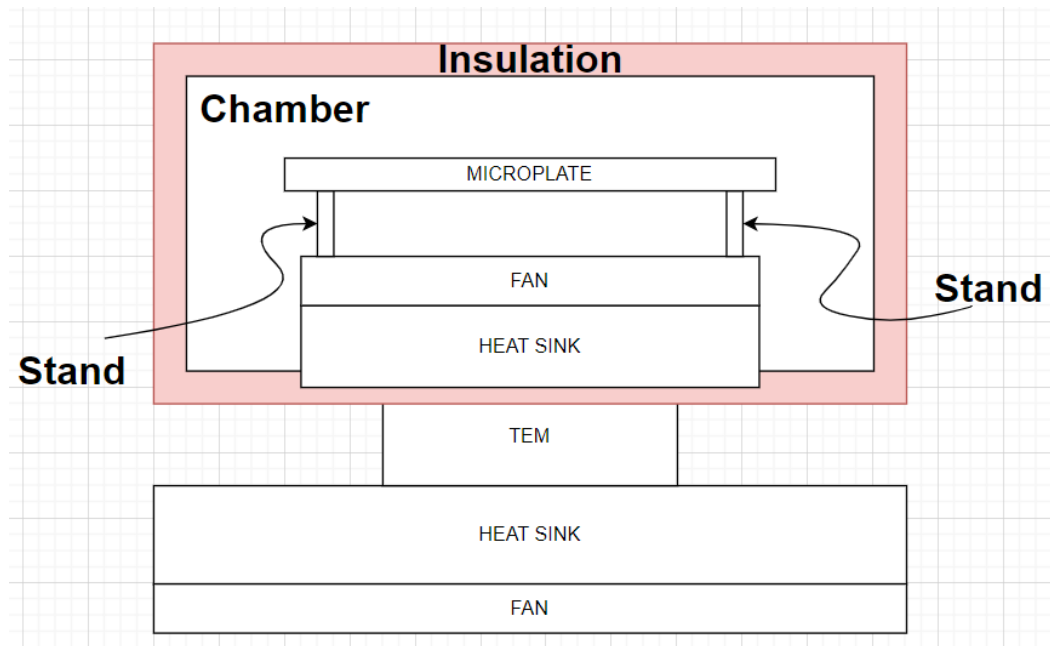 Insulation
Chamber
MICROPLATE
FAN
Stand
HEAT SINK
Stand
TEM
HEAT SINK
FAN